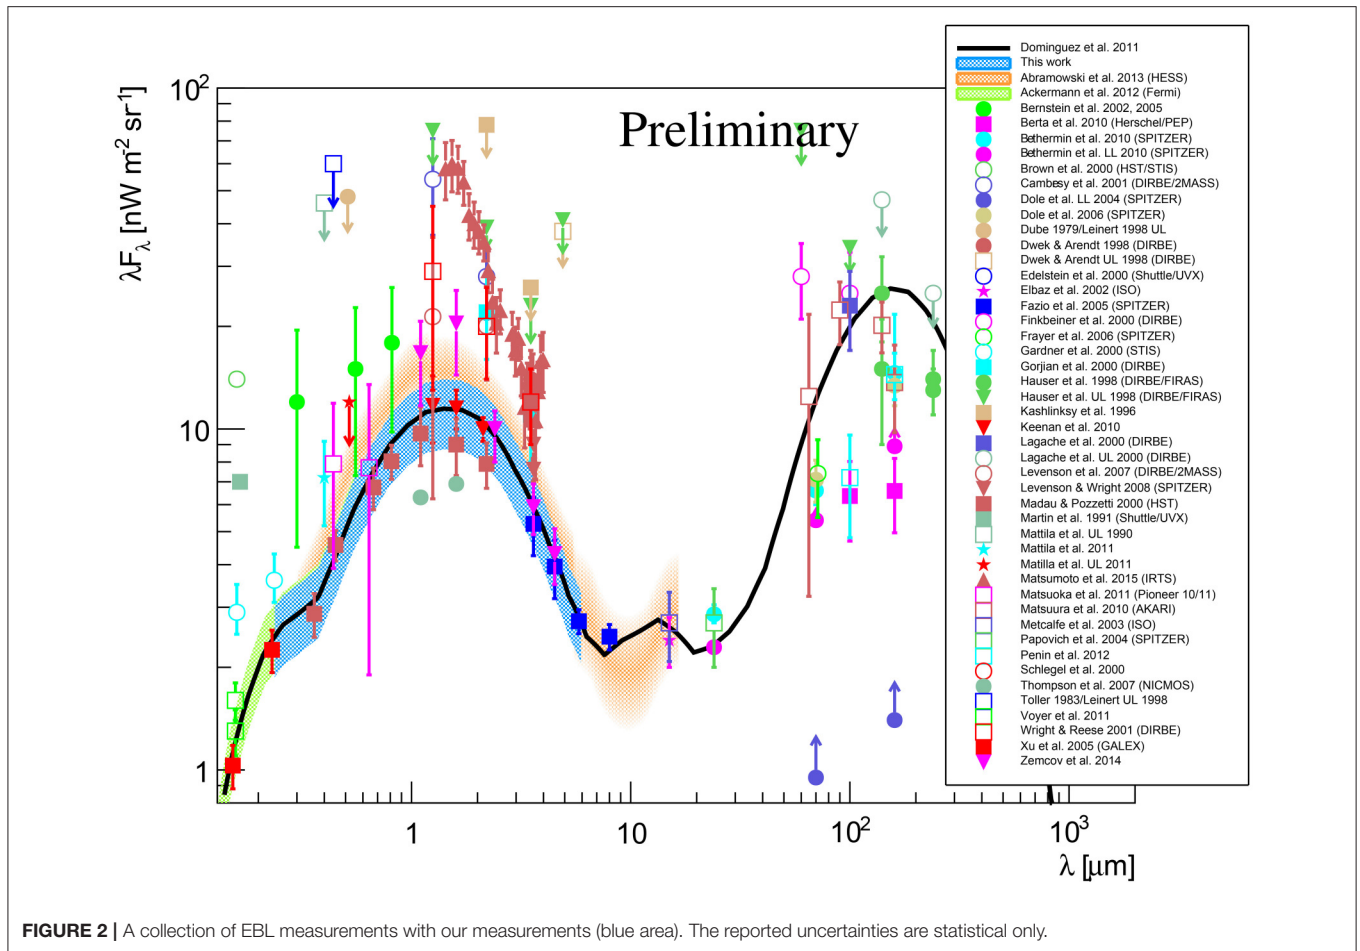 Preliminary
λF_λ [nW m⁻² sr⁻¹]
10²
10
1
1
10
10²
10³
λ [μm]
Dominguez et al. 2011
This work
Abramowski et al. 2013 (HESS)
Ackermann et al. 2012 (Fermi)
Bernstein et al. 2002, 2005
Berta et al. 2010 (Herschel/PEP)
Bethermin et al. 2010 (SPITZER)
Bethermin et al. LL 2010 (SPITZER)
Brown et al. 2000 (HST/STIS)
Cambesy et al. 2001 (DIRBE/2MASS)
Dole et al. LL 2004 (SPITZER)
Dole et al. 2006 (SPITZER)
Dube 1979/Leinert 1998 UL
Dwek & Arendt 1998 (DIRBE)
Dwek & Arendt UL 1998 (DIRBE)
Edelstein et al. 2000 (Shuttle/UVX)
Elbaz et al. 2002 (ISO)
Fazio et al. 2005 (SPITZER)
Finkbeiner et al. 2000 (DIRBE)
Frayer et al. 2006 (SPITZER)
Gardner et al. 2000 (STIS)
Gorjian et al. 2000 (DIRBE)
Hauser et al. 1998 (DIRBE/FIRAS)
Hauser et al. UL 1998 (DIRBE/FIRAS)
Kashlinksy et al. 1996
Keenan et al. 2010
Lagache et al. 2000 (DIRBE)
Lagache et al. UL 2000 (DIRBE)
Levenson et al. 2007 (DIRBE/2MASS)
Levenson & Wright 2008 (SPITZER)
Madau & Pozzetti 2000 (HST)
Martin et al. 1991 (Shuttle/UVX)
Mattila et al. UL 1990
Mattila et al. 2011
Matilla et al. UL 2011
Matsumoto et al. 2015 (IRTS)
Matsuoka et al. 2011 (Pioneer 10/11)
Matsuura et al. 2010 (AKARI)
Metcalfe et al. 2003 (ISO)
Papovich et al. 2004 (SPITZER)
Penin et al. 2012
Schlegel et al. 2000
Thompson et al. 2007 (NICMOS)
Toller 1983/Leinert UL 1998
Voyer et al. 2011
Wright & Reese 2001 (DIRBE)
Xu et al. 2005 (GALEX)
Zemcov et al. 2014
FIGURE 2 | A collection of EBL measurements with our measurements (blue area). The reported uncertainties are statistical only.